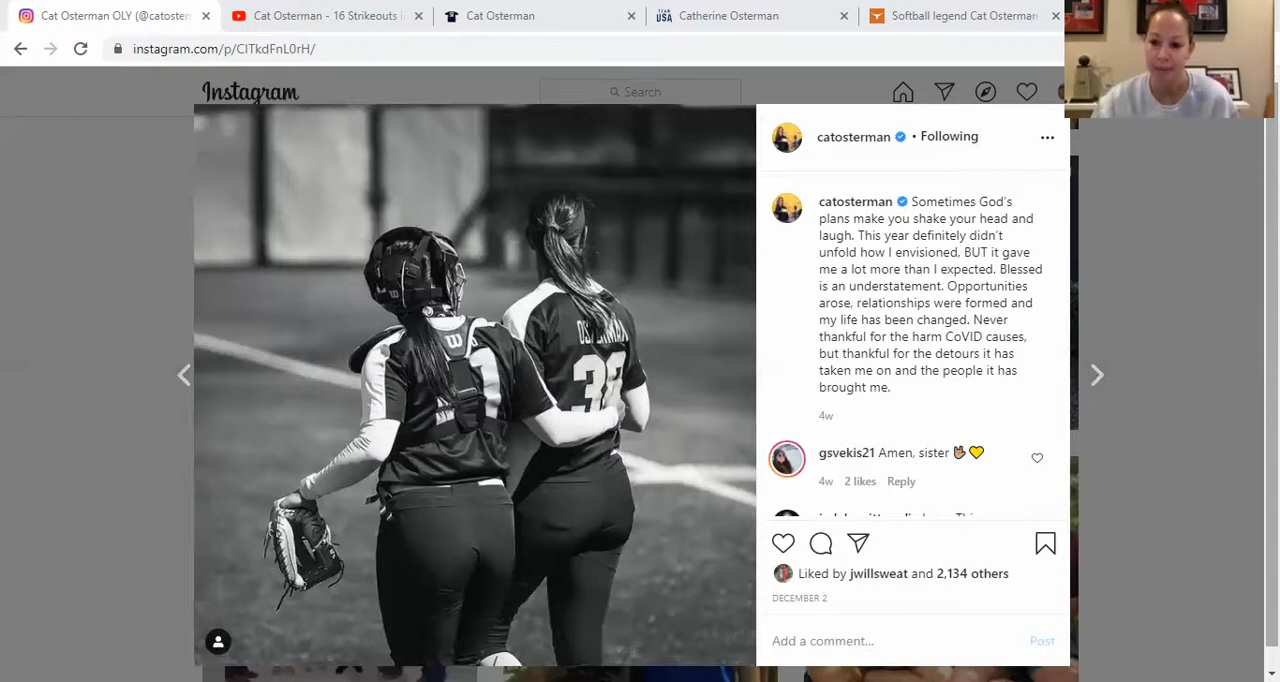 Cat Osterman OLY (@catoster
Cat Osterman - 16 Strikeouts i
Cat Osterman
TEAM USA
Catherine Osterman
Softball legend Cat Osterman
instagram.com/p/CITkdFnL0rH/
Instagram
Search
catosterman • Following
catosterman Sometimes God's
plans make you shake your head and
laugh. This year definitely didn't
unfold how I envisioned, BUT it gave
me a lot more than I expected. Blessed
is an understatement. Opportunities
arose, relationships were formed and
my life has been changed. Never
thankful for the harm CoVID causes,
but thankful for the detours it has
taken me on and the people it has
brought me.
4w
gsvekis21 Amen, sister ✌🏽💛
4w 2 likes Reply
Liked by jwillsweat and 2,134 others
DECEMBER 2
Add a comment...
Post
OSTERMAN
38
W